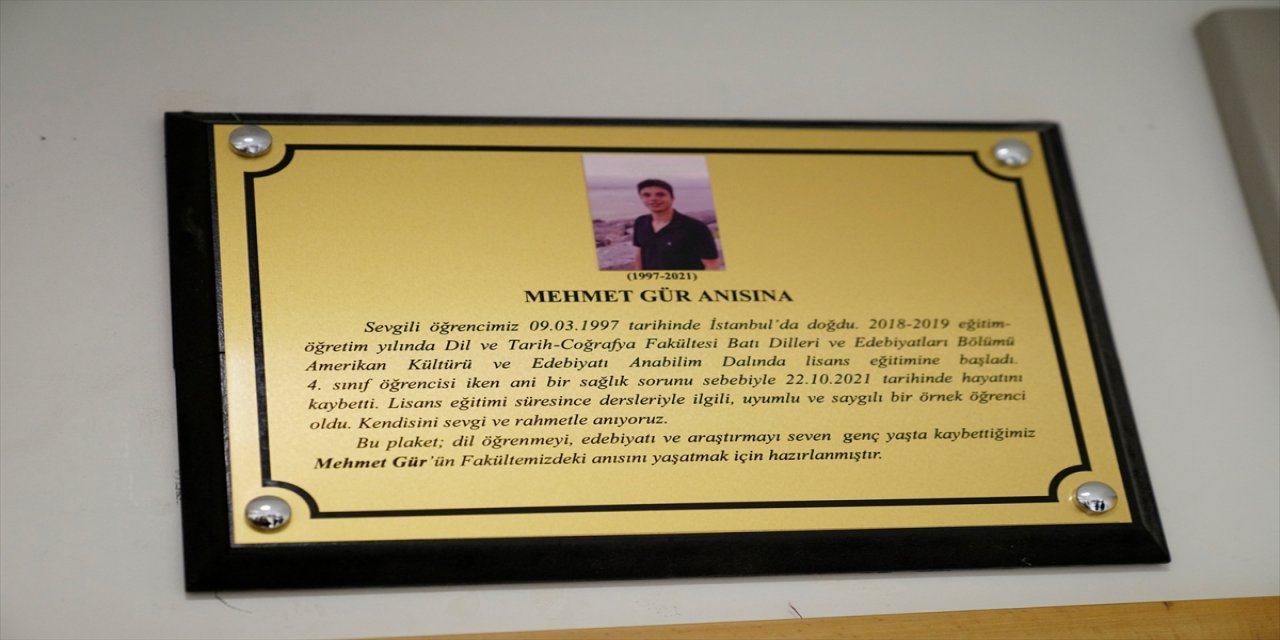 (1997-2021)
MEHMET GÜR ANISINA
Sevgili öğrencimiz 09.03.1997 tarihinde İstanbul'da doğdu. 2018-2019 eğitim-
öğretim yılında Dil ve Tarih-Coğrafya Fakültesi Batı Dilleri ve Edebiyatları Bölümü
Amerikan Kültürü ve Edebiyatı Anabilim Dalında lisans eğitimine başladı.
4. sınıf öğrencisi iken ani bir sağlık sorunu sebebiyle 22.10.2021 tarihinde hayatını
kaybetti. Lisans eğitimi süresince dersleriyle ilgili, uyumlu ve saygılı bir örnek öğrenci
oldu. Kendisini sevgi ve rahmetle anıyoruz.
Bu plaket; dil öğrenmeyi, edebiyatı ve araştırmayı seven genç yaşta kaybettiğimiz
Mehmet Gür'ün Fakültemizdeki anısını yaşatmak için hazırlanmıştır.